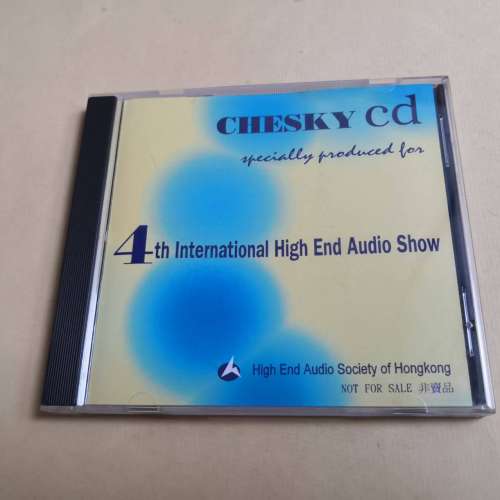 CHESKY cd
specially produced for
4th International High End Audio Show
High End Audio Society of Hongkong
NOT FOR SALE 非賣品